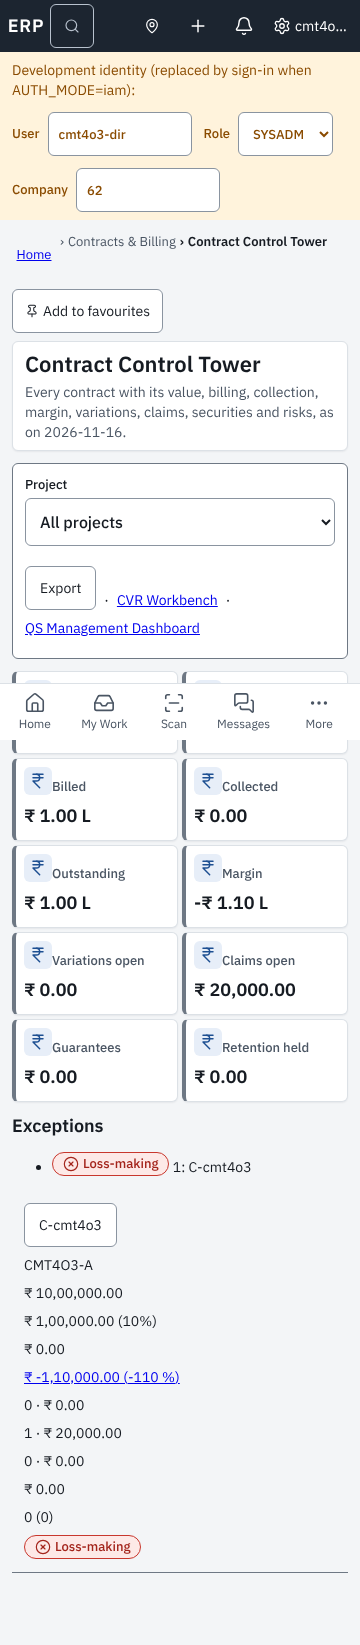 ERP
cmt4o...
Development identity (replaced by sign-in when
AUTH_MODE=iam):
User cmt4o3-dir Role SYSADM
Company 62
Home › Contracts & Billing › Contract Control Tower
Add to favourites
Contract Control Tower
Every contract with its value, billing, collection,
margin, variations, claims, securities and risks, as
on 2026-11-16.
Project
All projects
Export · CVR Workbench ·
QS Management Dashboard
Home My Work Scan Messages More
Billed Collected
₹ 1.00 L ₹ 0.00
Outstanding Margin
₹ 1.00 L -₹ 1.10 L
Variations open Claims open
₹ 0.00 ₹ 20,000.00
Guarantees Retention held
₹ 0.00 ₹ 0.00
Exceptions
• Loss-making 1: C-cmt4o3
C-cmt4o3
CMT4O3-A
₹ 10,00,000.00
₹ 1,00,000.00 (10%)
₹ 0.00
₹ -1,10,000.00 (-110 %)
0 · ₹ 0.00
1 · ₹ 20,000.00
0 · ₹ 0.00
₹ 0.00
0 (0)
Loss-making